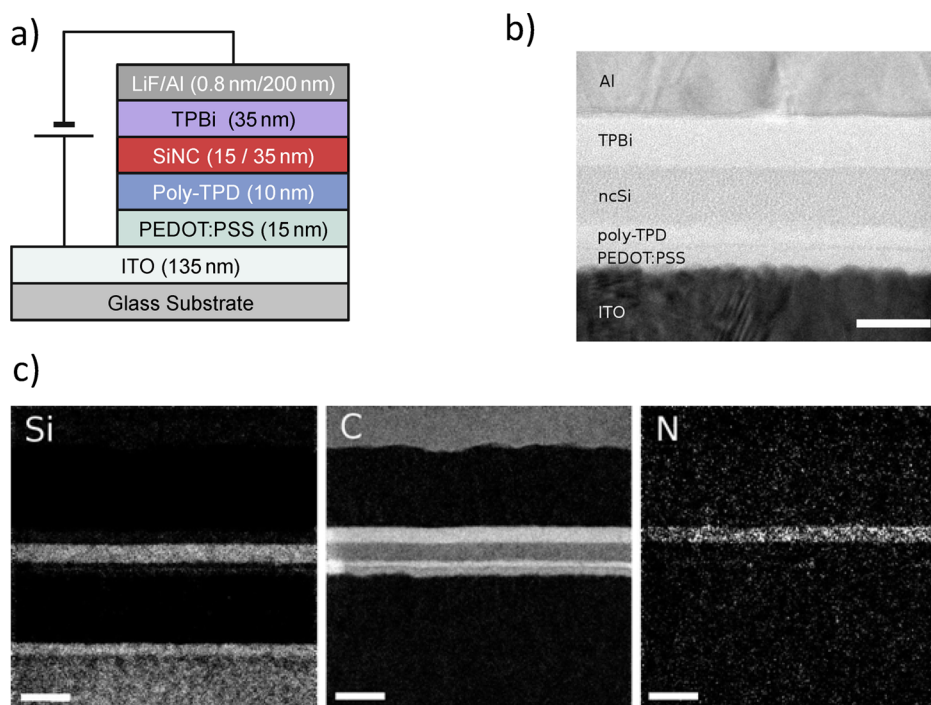 a)
LiF/Al (0.8 nm/200 nm)
TPBi (35 nm)
SiNC (15 / 35 nm)
Poly-TPD (10 nm)
PEDOT:PSS (15 nm)
ITO (135 nm)
Glass Substrate
b)
Al
TPBi
ncSi
poly-TPD
PEDOT:PSS
ITO
c)
Si
C
N